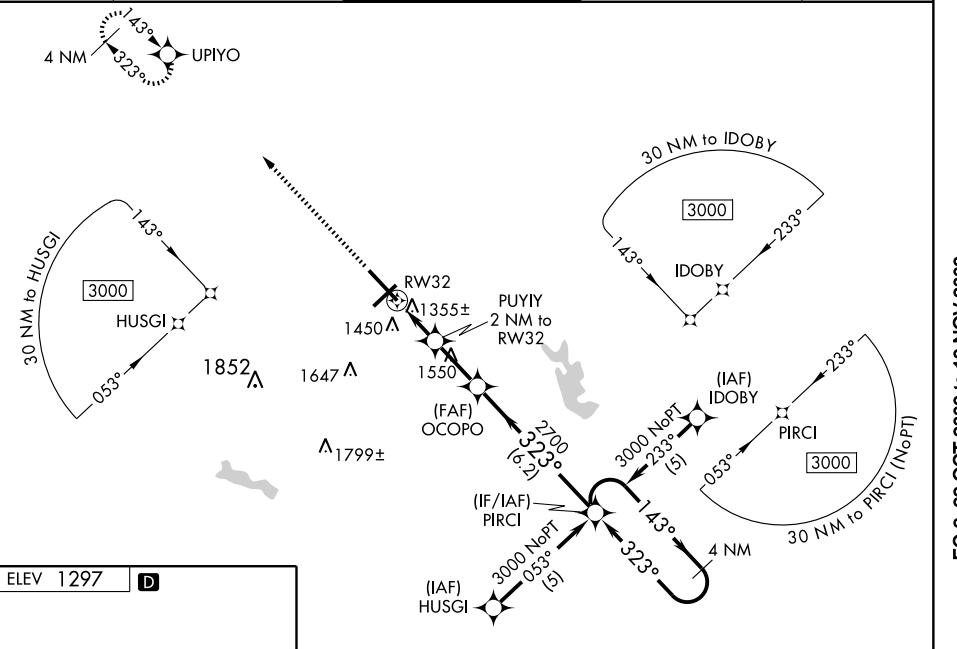 143°
4 NM
323°
UPIYO
30 NM to IDOBY
3000
143°
233°
IDOBY
30 NM to HUSGI
143°
3000
HUSGI
053°
RW32
1355±
1450
PUYIY
2 NM to
RW32
1852
1647
1550
(FAF)
OCOPO
1799±
2700
323°
(6.2)
(IAF)
IDOBY
3000 NoPT
233°
(5)
233°
PIRCI
053°
3000
30 NM to PIRCI (NoPT)
(IF/IAF)
PIRCI
143°
323°
4 NM
3000 NoPT
053°
(5)
(IAF)
HUSGI
ELEV 1297
D